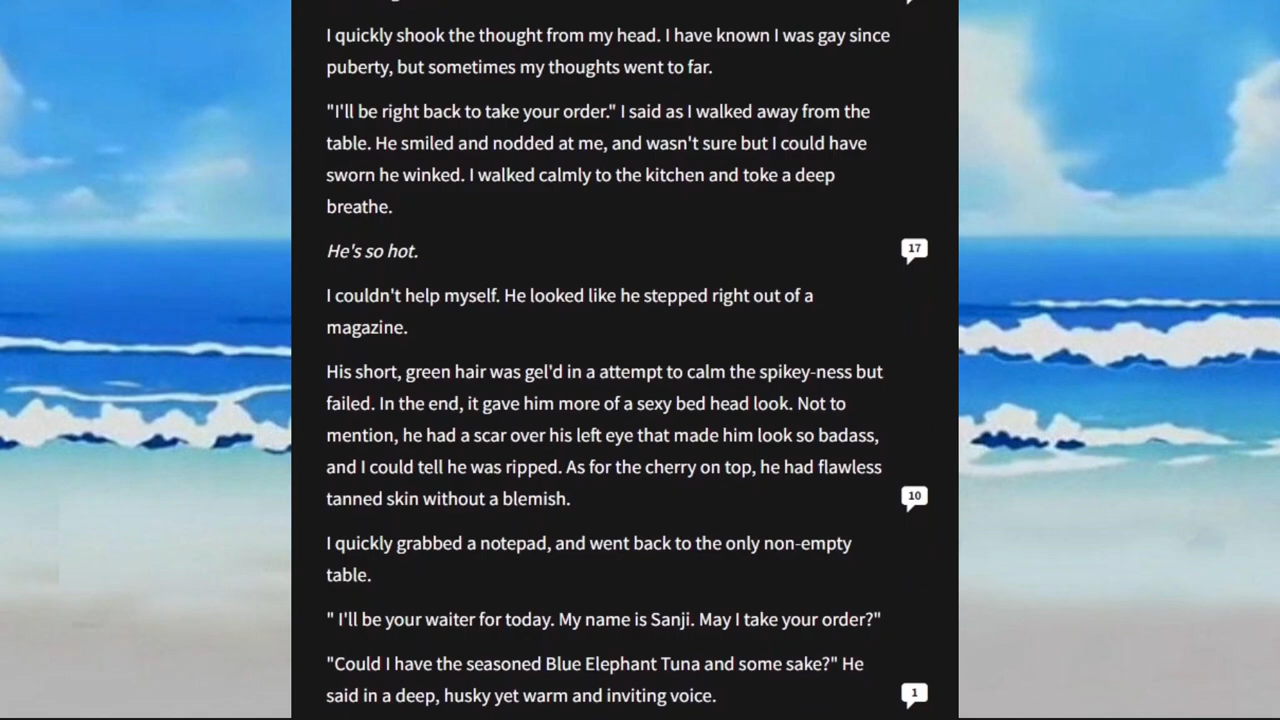 I quickly shook the thought from my head. I have known I was gay since
puberty, but sometimes my thoughts went to far.
"I'll be right back to take your order." I said as I walked away from the
table. He smiled and nodded at me, and wasn't sure but I could have
sworn he winked. I walked calmly to the kitchen and toke a deep
breathe.
He's so hot.
17
I couldn't help myself. He looked like he stepped right out of a
magazine.
His short, green hair was gel'd in a attempt to calm the spikey-ness but
failed. In the end, it gave him more of a sexy bed head look. Not to
mention, he had a scar over his left eye that made him look so badass,
and I could tell he was ripped. As for the cherry on top, he had flawless
tanned skin without a blemish.
10
I quickly grabbed a notepad, and went back to the only non-empty
table.
" I'll be your waiter for today. My name is Sanji. May I take your order?"
"Could I have the seasoned Blue Elephant Tuna and some sake?" He
said in a deep, husky yet warm and inviting voice.
1